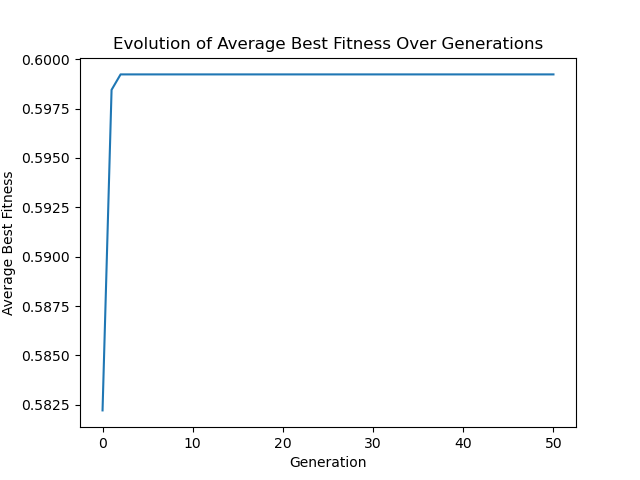 Evolution of Average Best Fitness Over Generations
0.6000
0.5975
0.5950
0.5925
0.5900
0.5875
0.5850
0.5825
Average Best Fitness
0 10 20 30 40 50
Generation